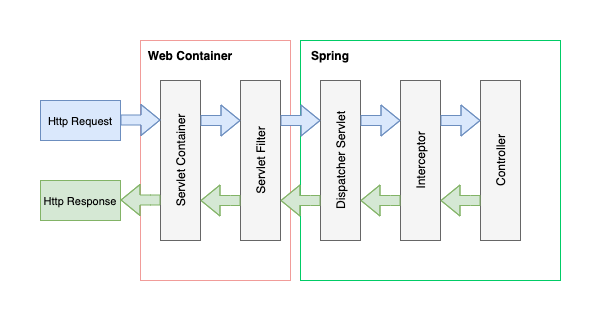 Web Container
Spring
Http Request
Http Response
Servlet Container
Servlet Filter
Dispatcher Servlet
Interceptor
Controller